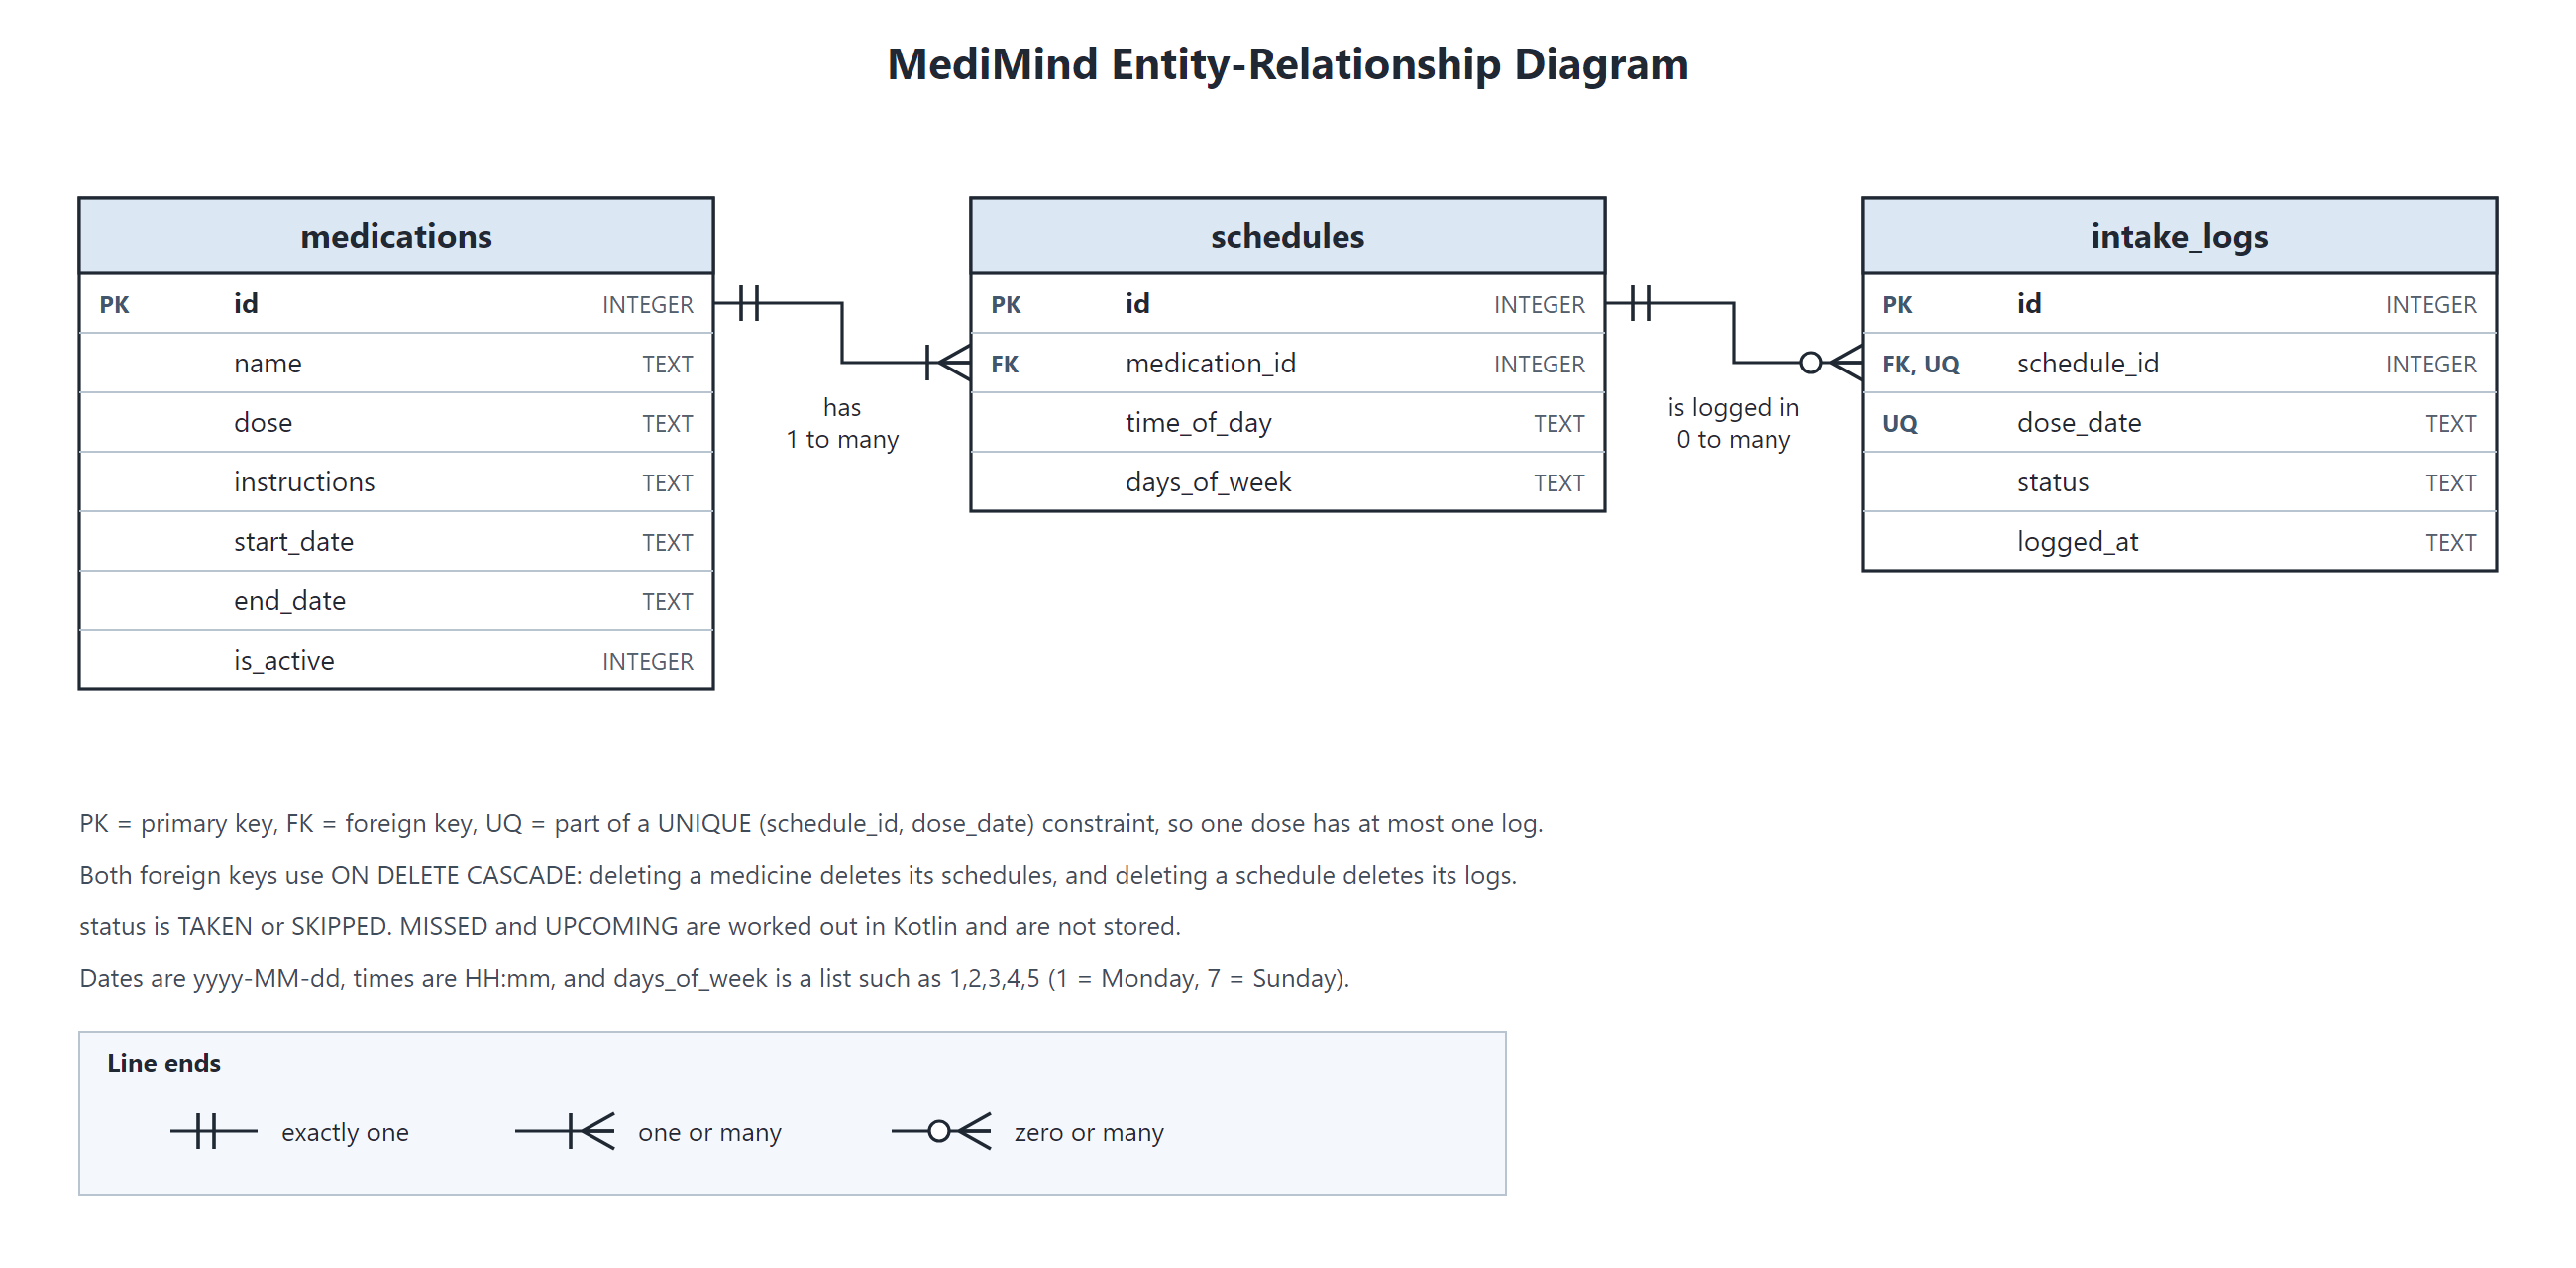 MediMind Entity-Relationship Diagram
medications
PK id INTEGER
name TEXT
dose TEXT
instructions TEXT
start_date TEXT
end_date TEXT
is_active INTEGER
has
1 to many
schedules
PK id INTEGER
FK medication_id INTEGER
time_of_day TEXT
days_of_week TEXT
is logged in
0 to many
intake_logs
PK id INTEGER
FK, UQ schedule_id INTEGER
UQ dose_date TEXT
status TEXT
logged_at TEXT
PK = primary key, FK = foreign key, UQ = part of a UNIQUE (schedule_id, dose_date) constraint, so one dose has at most one log.
Both foreign keys use ON DELETE CASCADE: deleting a medicine deletes its schedules, and deleting a schedule deletes its logs.
status is TAKEN or SKIPPED. MISSED and UPCOMING are worked out in Kotlin and are not stored.
Dates are yyyy-MM-dd, times are HH:mm, and days_of_week is a list such as 1,2,3,4,5 (1 = Monday, 7 = Sunday).
Line ends
exactly one
one or many
zero or many